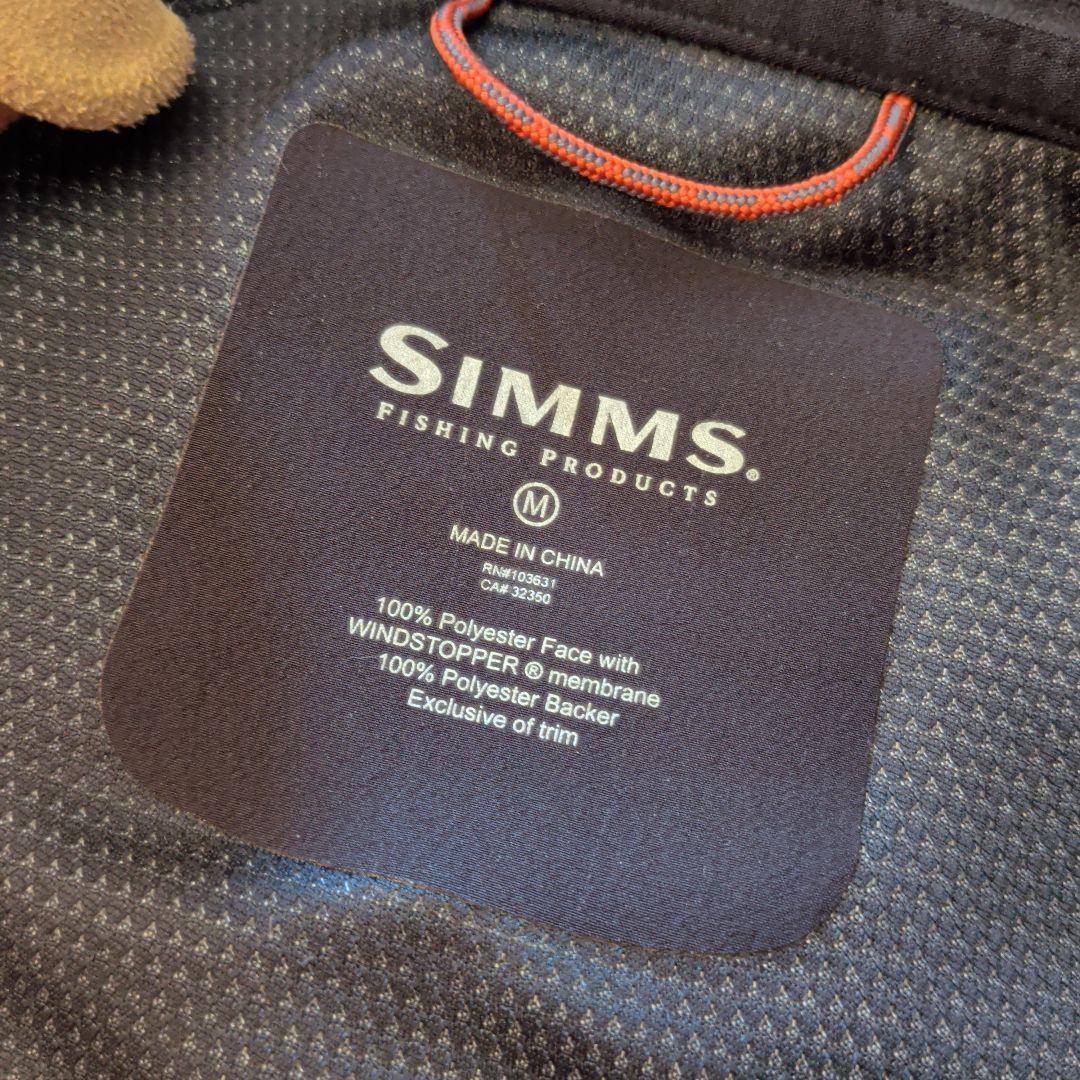 SIMMS®
FISHING PRODUCTS
M
MADE IN CHINA
RN#103631
CA# 32350
100% Polyester Face with
WINDSTOPPER ® membrane
100% Polyester Backer
Exclusive of trim